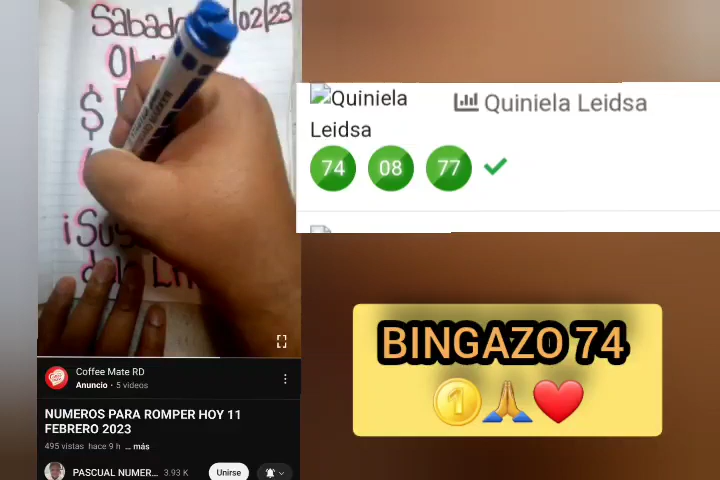 Sabado /02/23
$
Quiniela
Leidsa
Quiniela Leidsa
74 08 77
BINGAZO 74
1
Coffee Mate RD
Anuncio · 5 videos
NUMEROS PARA ROMPER HOY 11
FEBRERO 2023
495 vistas hace 9 h ... más
PASCUAL NUMER... 3.93 K
Unirse